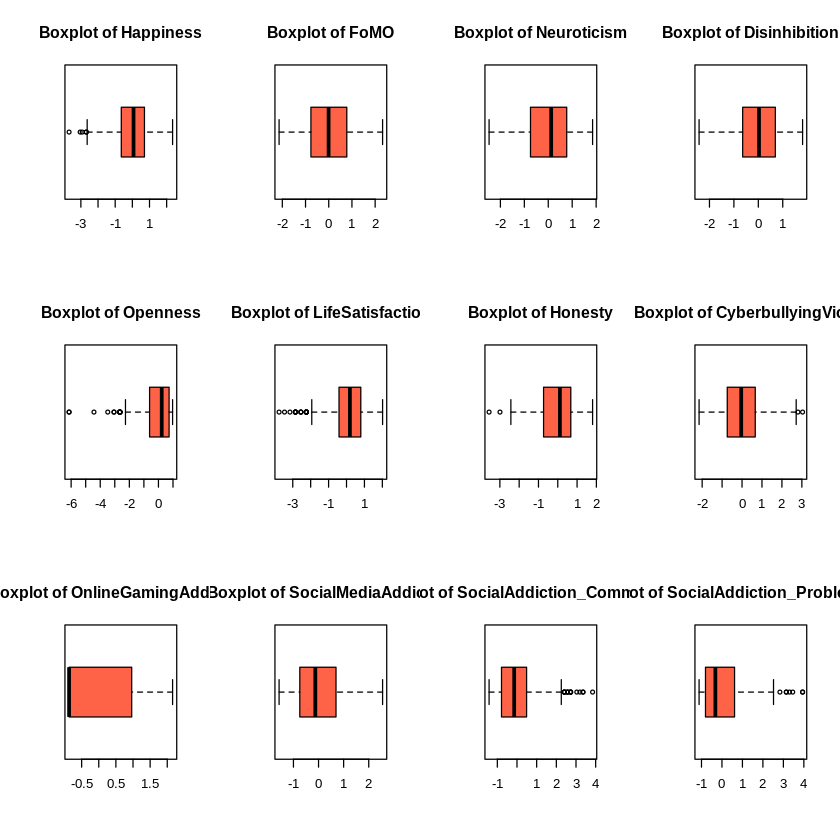 Boxplot of Happiness Boxplot of FoMO Boxplot of Neuroticism Boxplot of Disinhibition
-3 -1 1 -2 -1 0 1 2 -2 -1 0 1 2 -2 -1 0 1
Boxplot of Openness Boxplot of LifeSatisfactio Boxplot of Honesty Boxplot of CyberbullyingVic
-6 -4 -2 0 -3 -1 1 -3 -1 1 2 -2 0 1 2 3
oxplot of OnlineGamingAdd Boxplot of SocialMediaAddic ot of SocialAddiction_Comm ot of SocialAddiction_Proble
-0.5 0.5 1.5 -1 0 1 2 -1 1 2 3 4 -1 0 1 2 3 4